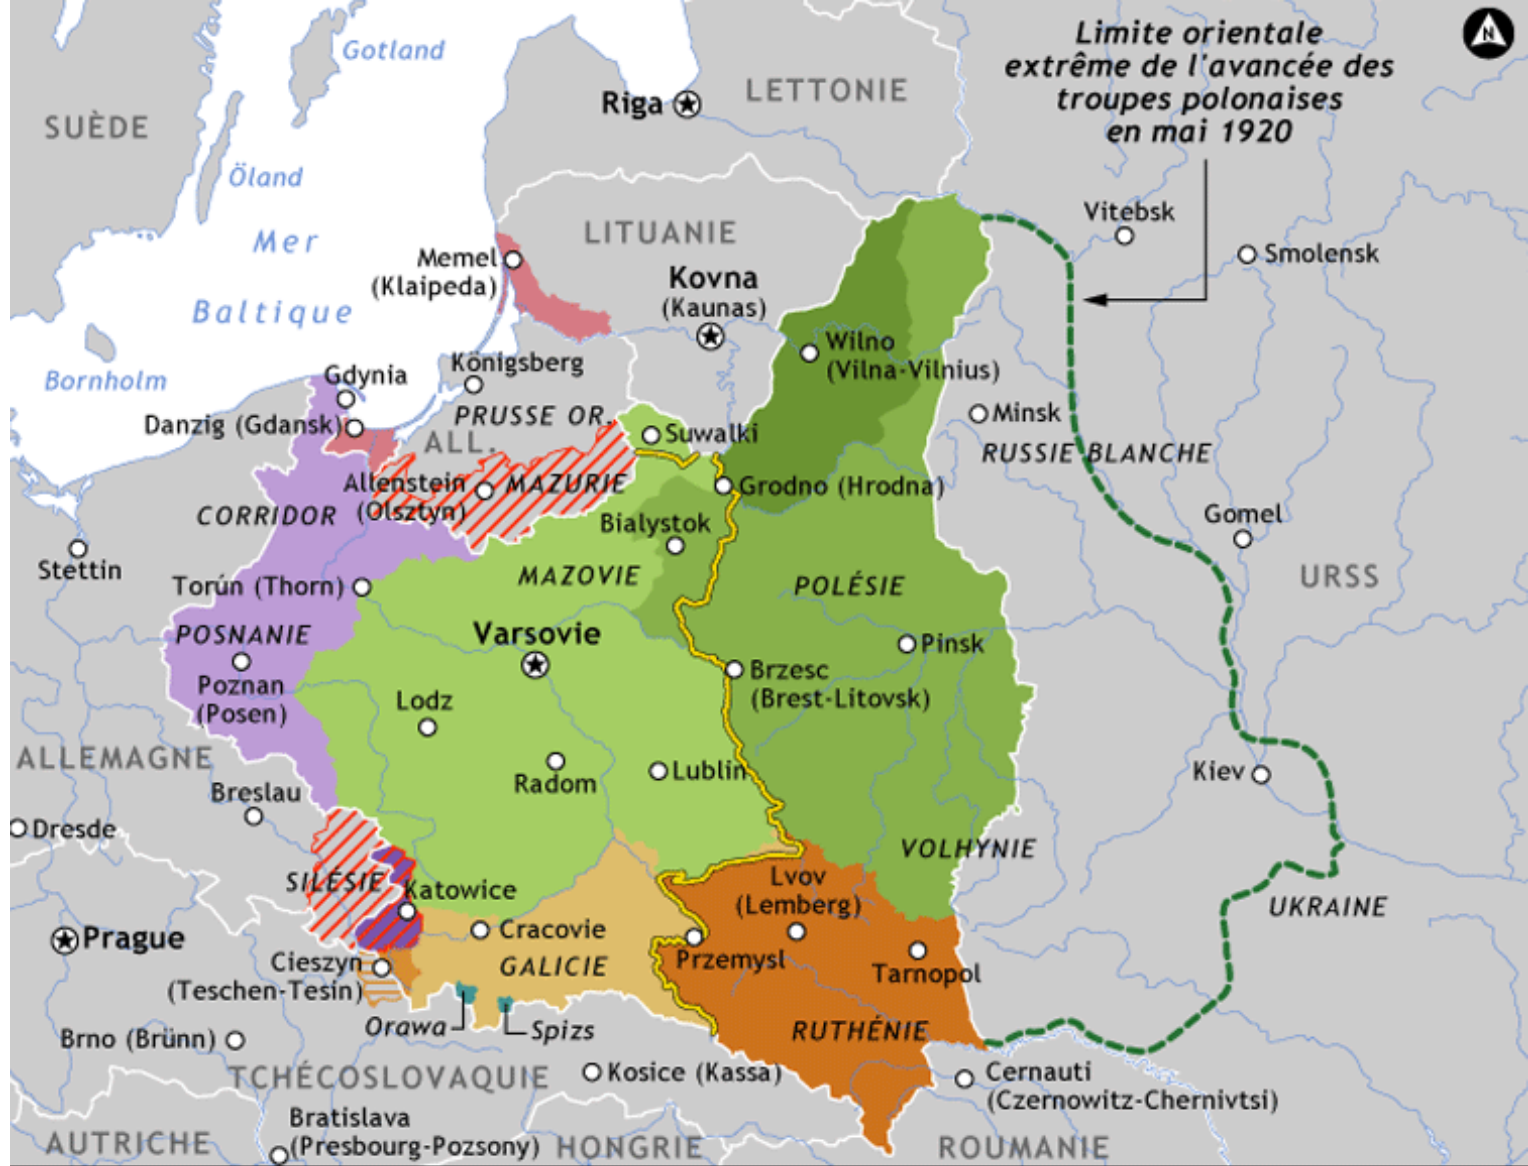 Limite orientale
extrême de l'avancée des
troupes polonaises
en mai 1920
N
Gotland
SUÈDE
Riga
LETTONIE
Öland
Mer
Baltique
Vitebsk
Smolensk
LITUANIE
Memel
(Klaipeda)
Kovna
(Kaunas)
Wilno
(Vilna-Vilnius)
Bornholm
Gdynia
Königsberg
PRUSSE OR.
Danzig (Gdansk)
ALL.
Suwalki
Minsk
RUSSIE BLANCHE
Allenstein
(Olsztyn)
MAZURIE
Grodno (Hrodna)
CORRIDOR
Bialystok
Gomel
Stettin
Torún (Thorn)
MAZOVIE
POLÉSIE
URSS
POSNANIE
Varsovie
Pinsk
Poznan
(Posen)
Brzesc
(Brest-Litovsk)
Lodz
ALLEMAGNE
Radom
Lublin
Kiev
Breslau
Dresde
VOLHYNIE
SILÉSIE
Katowice
Lvov
(Lemberg)
UKRAINE
Prague
Cracovie
Przemysl
Tarnopol
Cieszyn
(Teschen-Tesín)
GALICIE
Orawa
Spizs
RUTHÉNIE
Brno (Brünn)
TCHÉCOSLOVAQUIE
Kosice (Kassa)
Cernauti
(Czernowitz-Chernivtsi)
Bratislava
(Presbourg-Pozsony)
AUTRICHE
HONGRIE
ROUMANIE